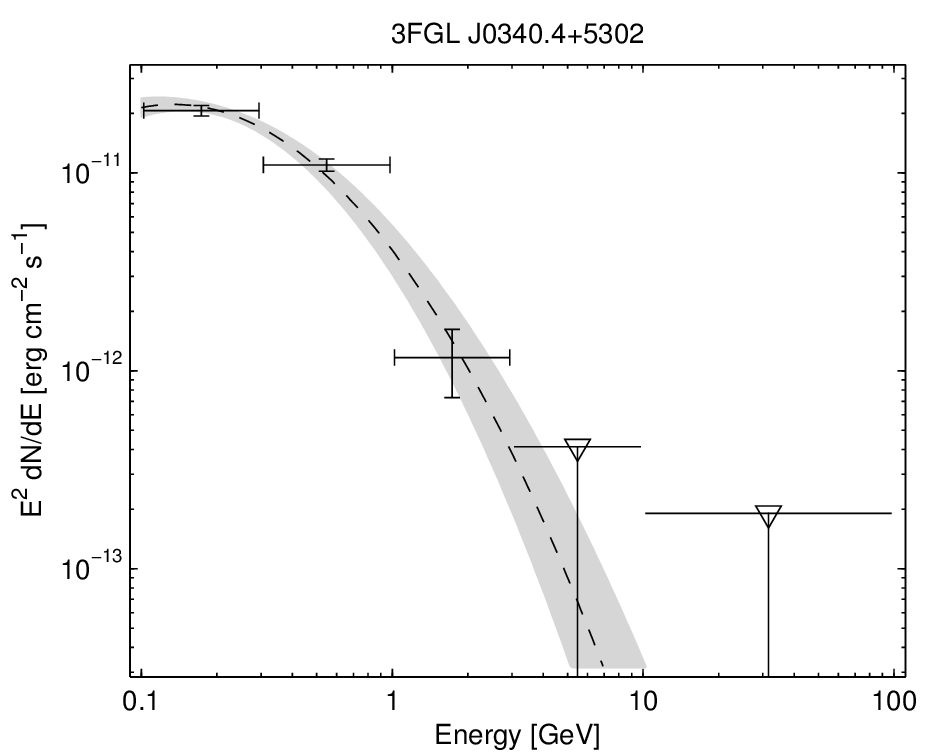 3FGL J0340.4+5302
10⁻¹¹
10⁻¹²
10⁻¹³
E² dN/dE [erg cm⁻² s⁻¹]
0.1 1 10 100
Energy [GeV]